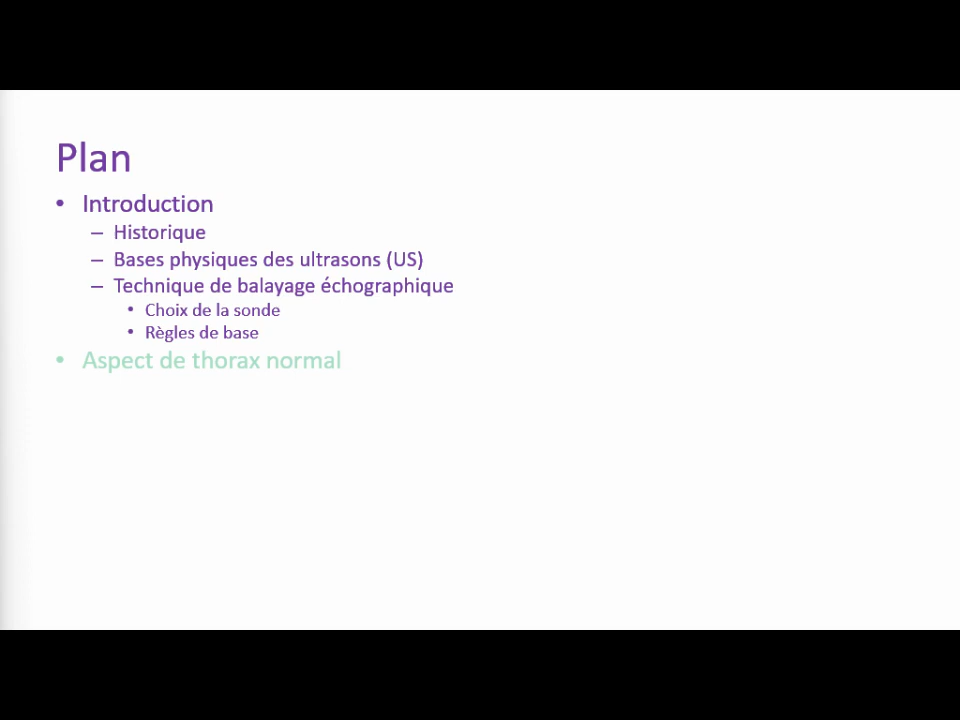 Plan
• Introduction
– Historique
– Bases physiques des ultrasons (US)
– Technique de balayage échographique
• Choix de la sonde
• Règles de base
• Aspect de thorax normal